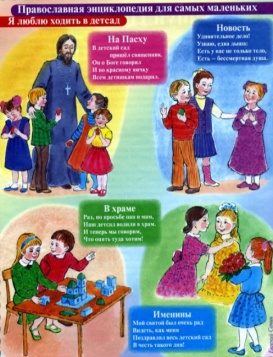 Православная энциклопедия для самых маленьких
Я люблю ходить в детсад
На Пасху
В детский сад
пришёл священник,
Он о Боге говорил
И по красному яичку
Всем детишкам подарил.
Новость
Удивительное дело!
Узнаю, едва дыша:
Есть у нас не только тело,
Есть – бессмертная душа.
В храме
Раз, по просьбе пап и мам,
Наш детсад водили в храм.
И теперь мы говорим,
Что опять туда хотим!
Именины
Мой святой был очень рад
Видеть, как меня
Поздравлял весь детский сад
В честь такого дня!